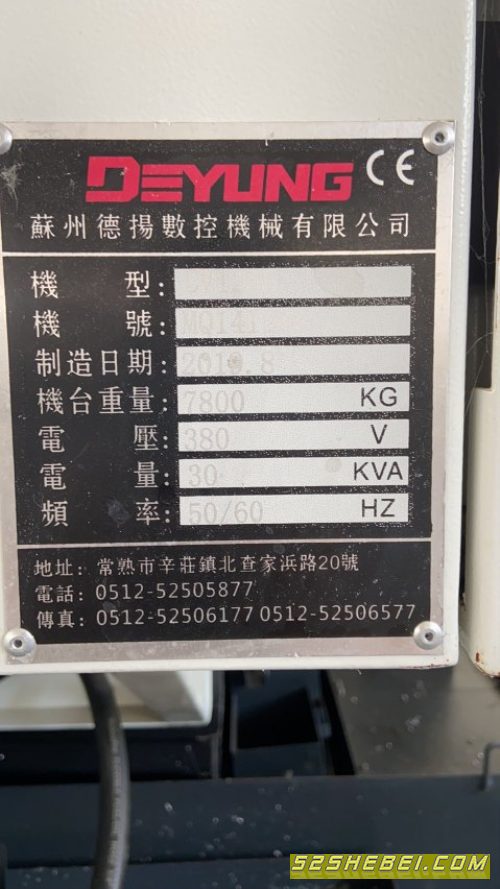 DEYUNG CE
蘇州德揚數控機械有限公司
機 型:
機 號:
制造日期:
機台重量: 7800 KG
電 壓: 380 V
電 量: 30 KVA
頻 率: 50/60 HZ
地址: 常熟市辛莊鎮北查家浜路20號
電話: 0512-52505877
傳真: 0512-52506177 0512-52506577
52SHEBEI.COM